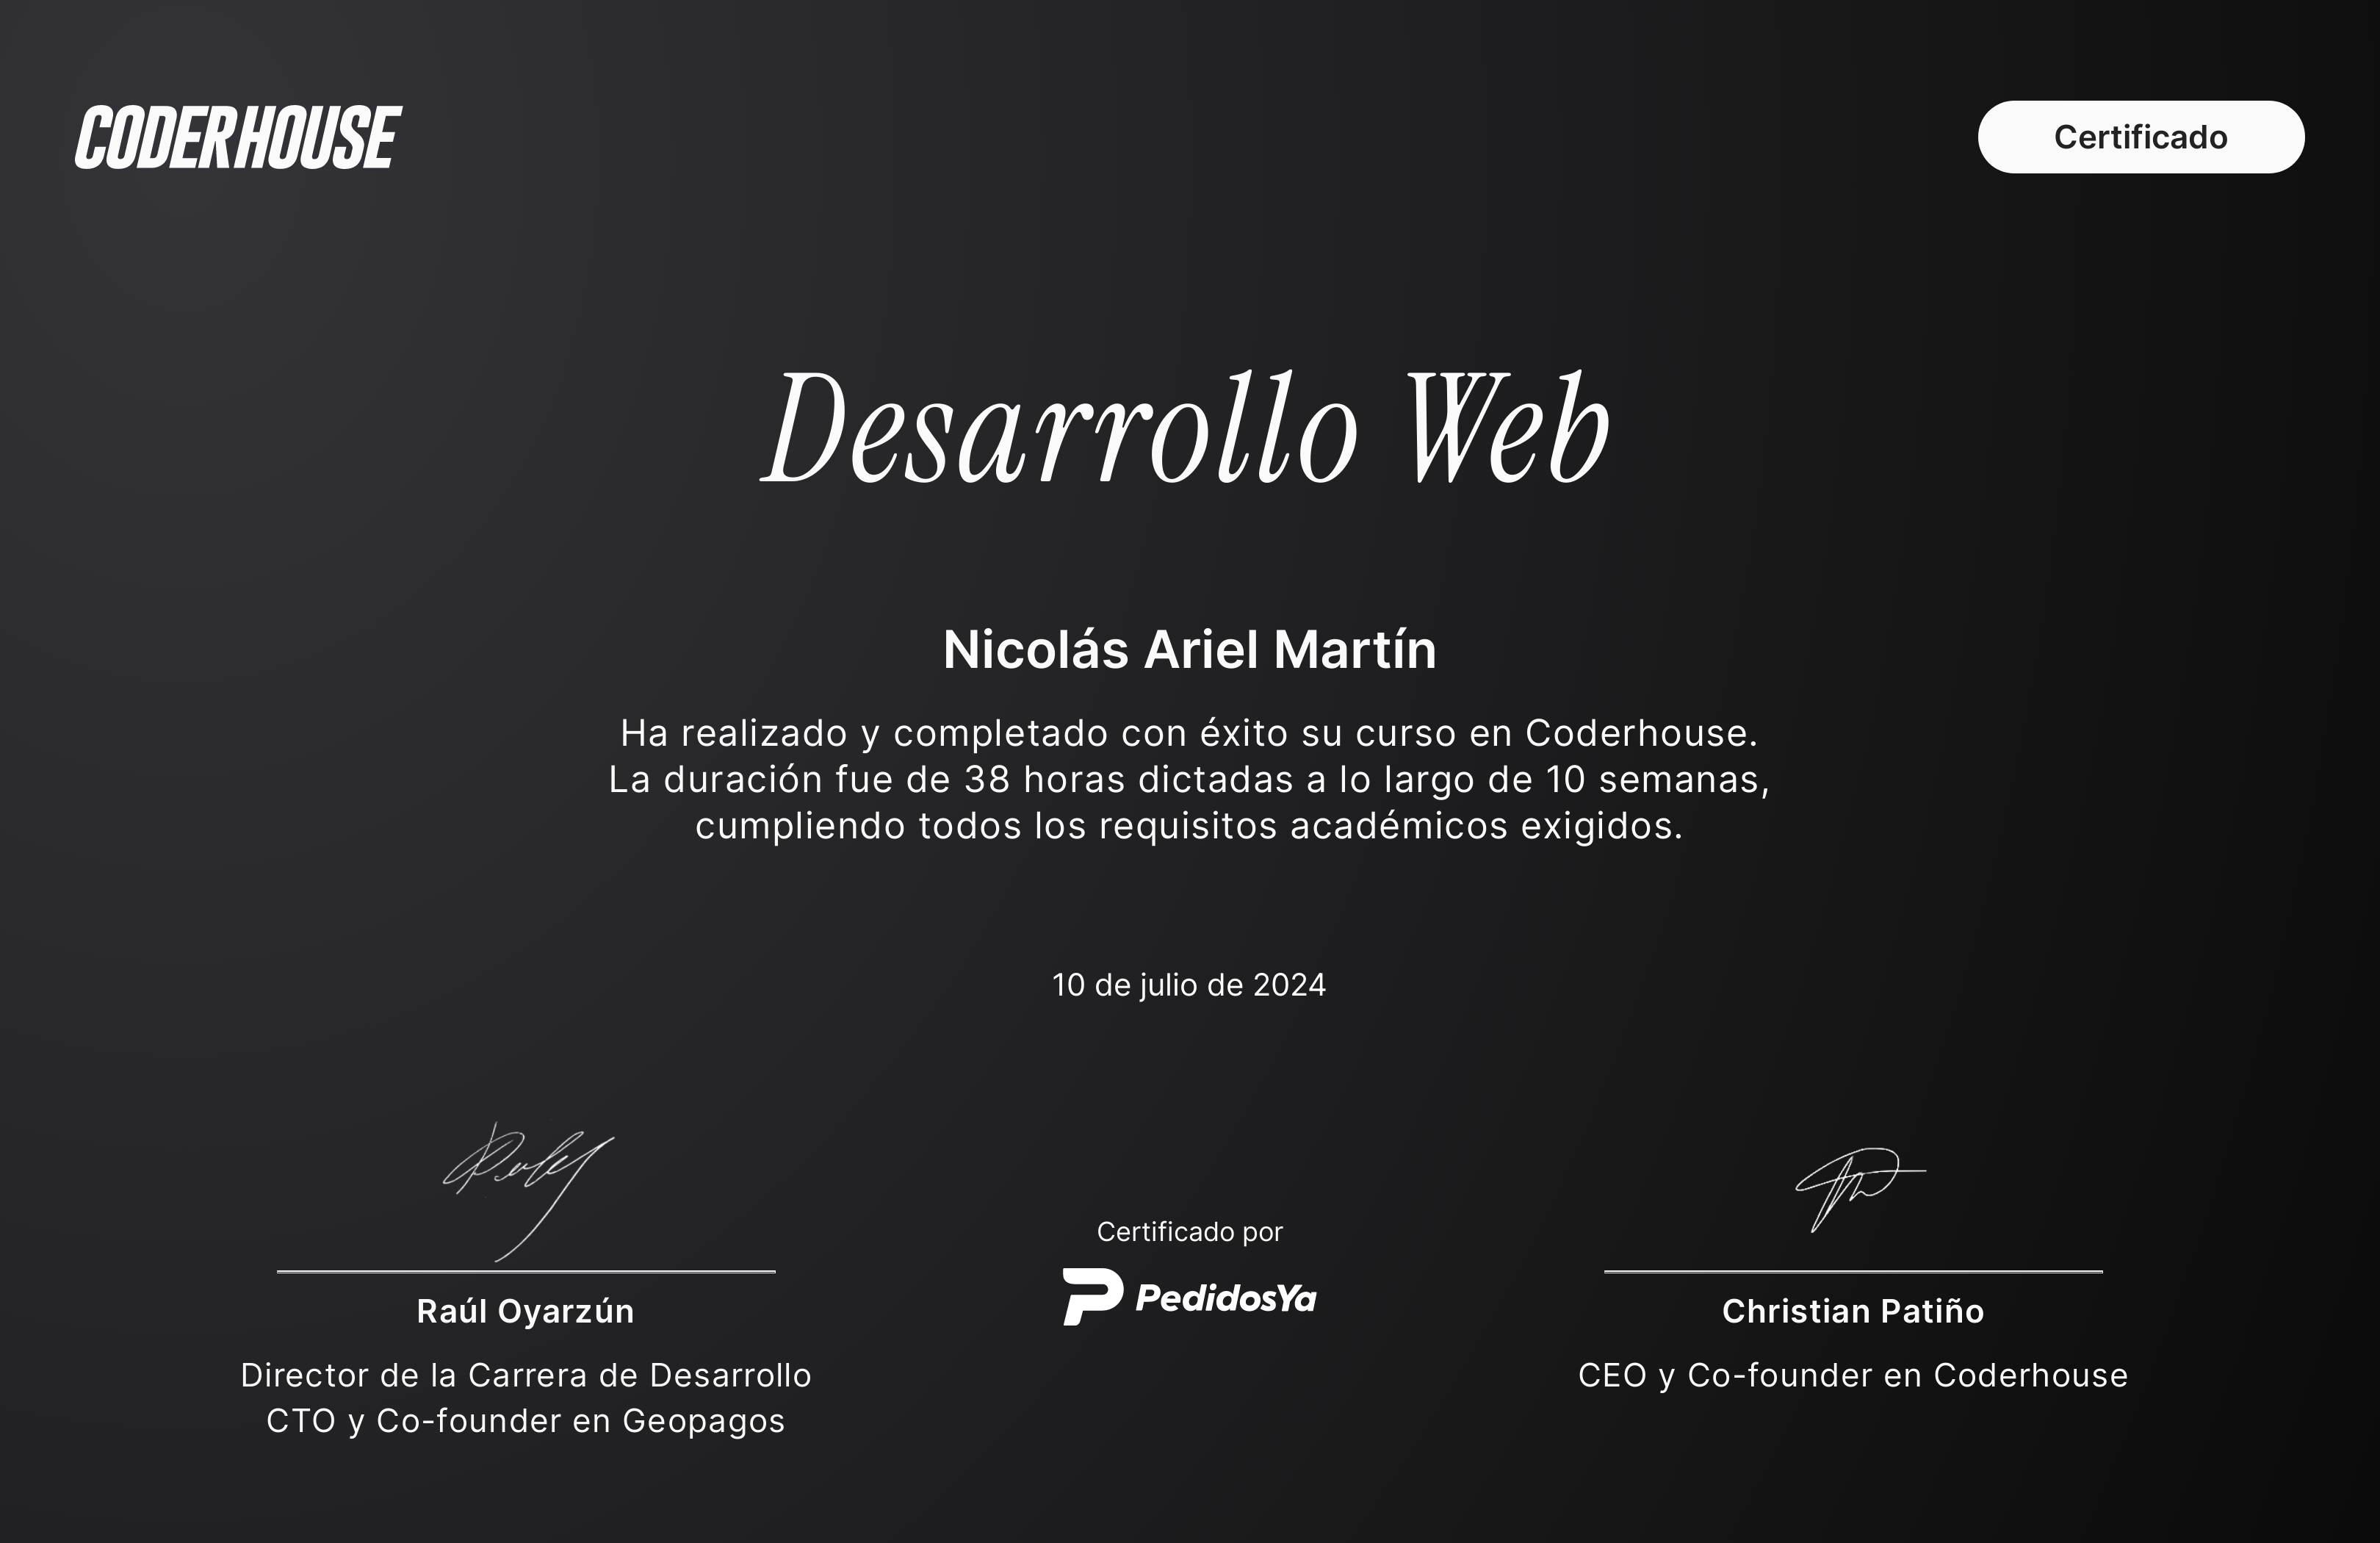 CODERHOUSE
Certificado
Desarrollo Web
Nicolás Ariel Martín
Ha realizado y completado con éxito su curso en Coderhouse.
La duración fue de 38 horas dictadas a lo largo de 10 semanas,
cumpliendo todos los requisitos académicos exigidos.
10 de julio de 2024
Raúl Oyarzún
Director de la Carrera de Desarrollo
CTO y Co-founder en Geopagos
Certificado por
PedidosYa
Christian Patiño
CEO y Co-founder en Coderhouse